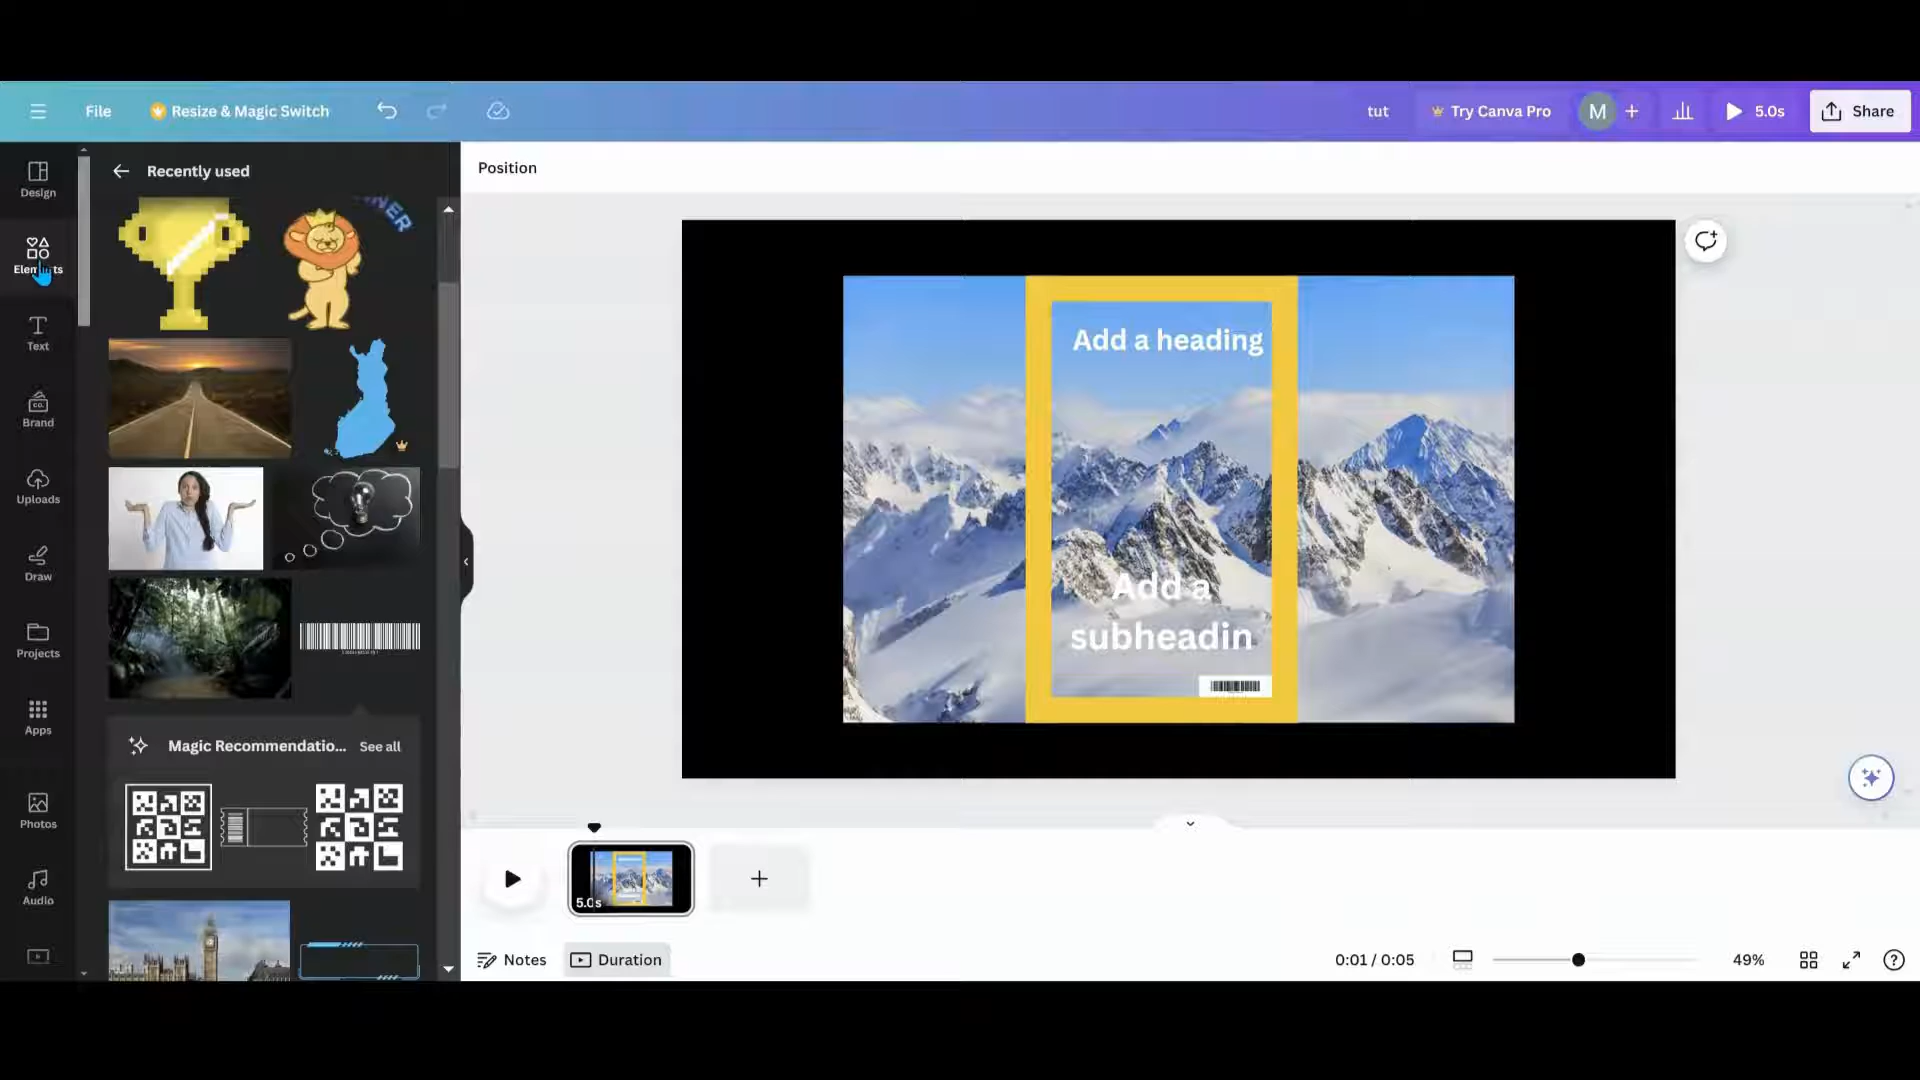 File
Resize & Magic Switch
tut
Try Canva Pro
M
5.0s
Share
Design
Elements
Text
Brand
Uploads
Draw
Projects
Apps
Photos
Audio
Recently used
NER
Magic Recommendatio...
See all
Position
Add a heading
Add a
subheadin
5.0s
Notes
Duration
0:01 / 0:05
49%